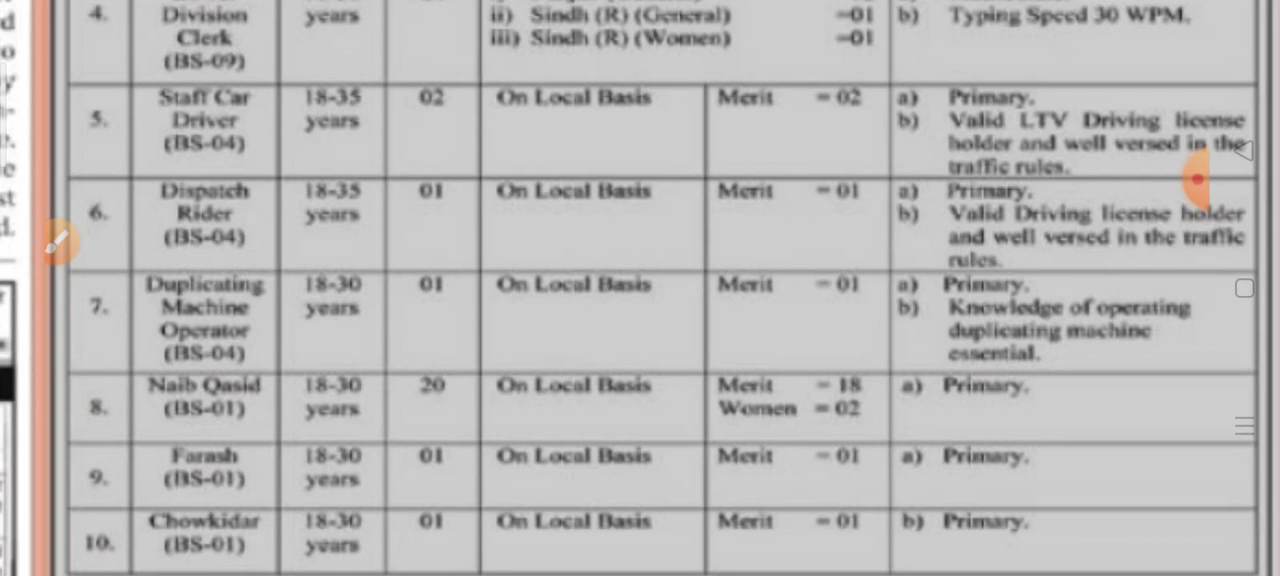 4.
Division
Clerk
(BS-09)
years
ii) Sindh (R) (General) =01
iii) Sindh (R) (Women) =01
b) Typing Speed 30 WPM.
5.
Staff Car
Driver
(BS-04)
18-35
years
02
On Local Basis
Merit = 02
a) Primary.
b) Valid LTV Driving license
holder and well versed in the
traffic rules.
6.
Dispatch
Rider
(BS-04)
18-35
years
01
On Local Basis
Merit = 01
a) Primary.
b) Valid Driving license holder
and well versed in the traffic
rules.
7.
Duplicating
Machine
Operator
(BS-04)
18-30
years
01
On Local Basis
Merit = 01
a) Primary.
b) Knowledge of operating
duplicating machine
essential.
8.
Naib Qasid
(BS-01)
18-30
years
20
On Local Basis
Merit = 18
Women = 02
a) Primary.
9.
Farash
(BS-01)
18-30
years
01
On Local Basis
Merit = 01
a) Primary.
10.
Chowkidar
(BS-01)
18-30
years
01
On Local Basis
Merit = 01
b) Primary.